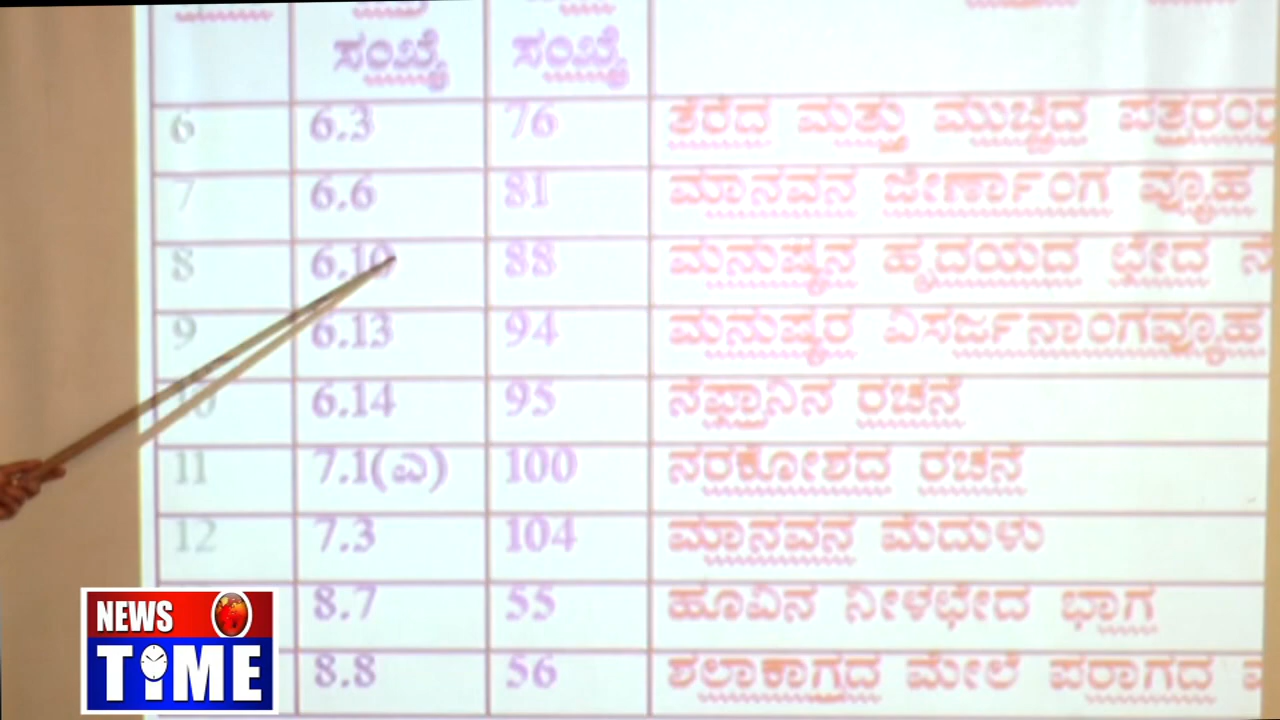 ಸಂಖ್ಯೆ ಸಂಖ್ಯೆ
6 6.3 76 ತೆರೆದ ಮತ್ತು ಮುಚ್ಚಿದ
7 6.6 81 ಮಾನವನ ಜೀರ್ಣಾಂಗ ವ್ಯೂಹ
8 6.10 88 ಮನುಷ್ಯನ ಹೃದಯದ ಛೇದ
9 6.13 94 ಮನುಷ್ಯರ ವಿಸರ್ಜನಾಂಗವ್ಯೂಹ
10 6.14 95 ನೆಫ್ರಾನಿನ ರಚನೆ
11 7.1(ಎ) 100 ನರಕೋಶದ ರಚನೆ
12 7.3 104 ಮಾನವನ ಮೆದುಳು
8.7 55 ಹೂವಿನ ನೀಳಛೇದ ಭಾಗ
8.8 56 ಶಲಾಕಾಗ್ರದ ಮೇಲೆ ಪರಾಗದ
NEWS
TIME